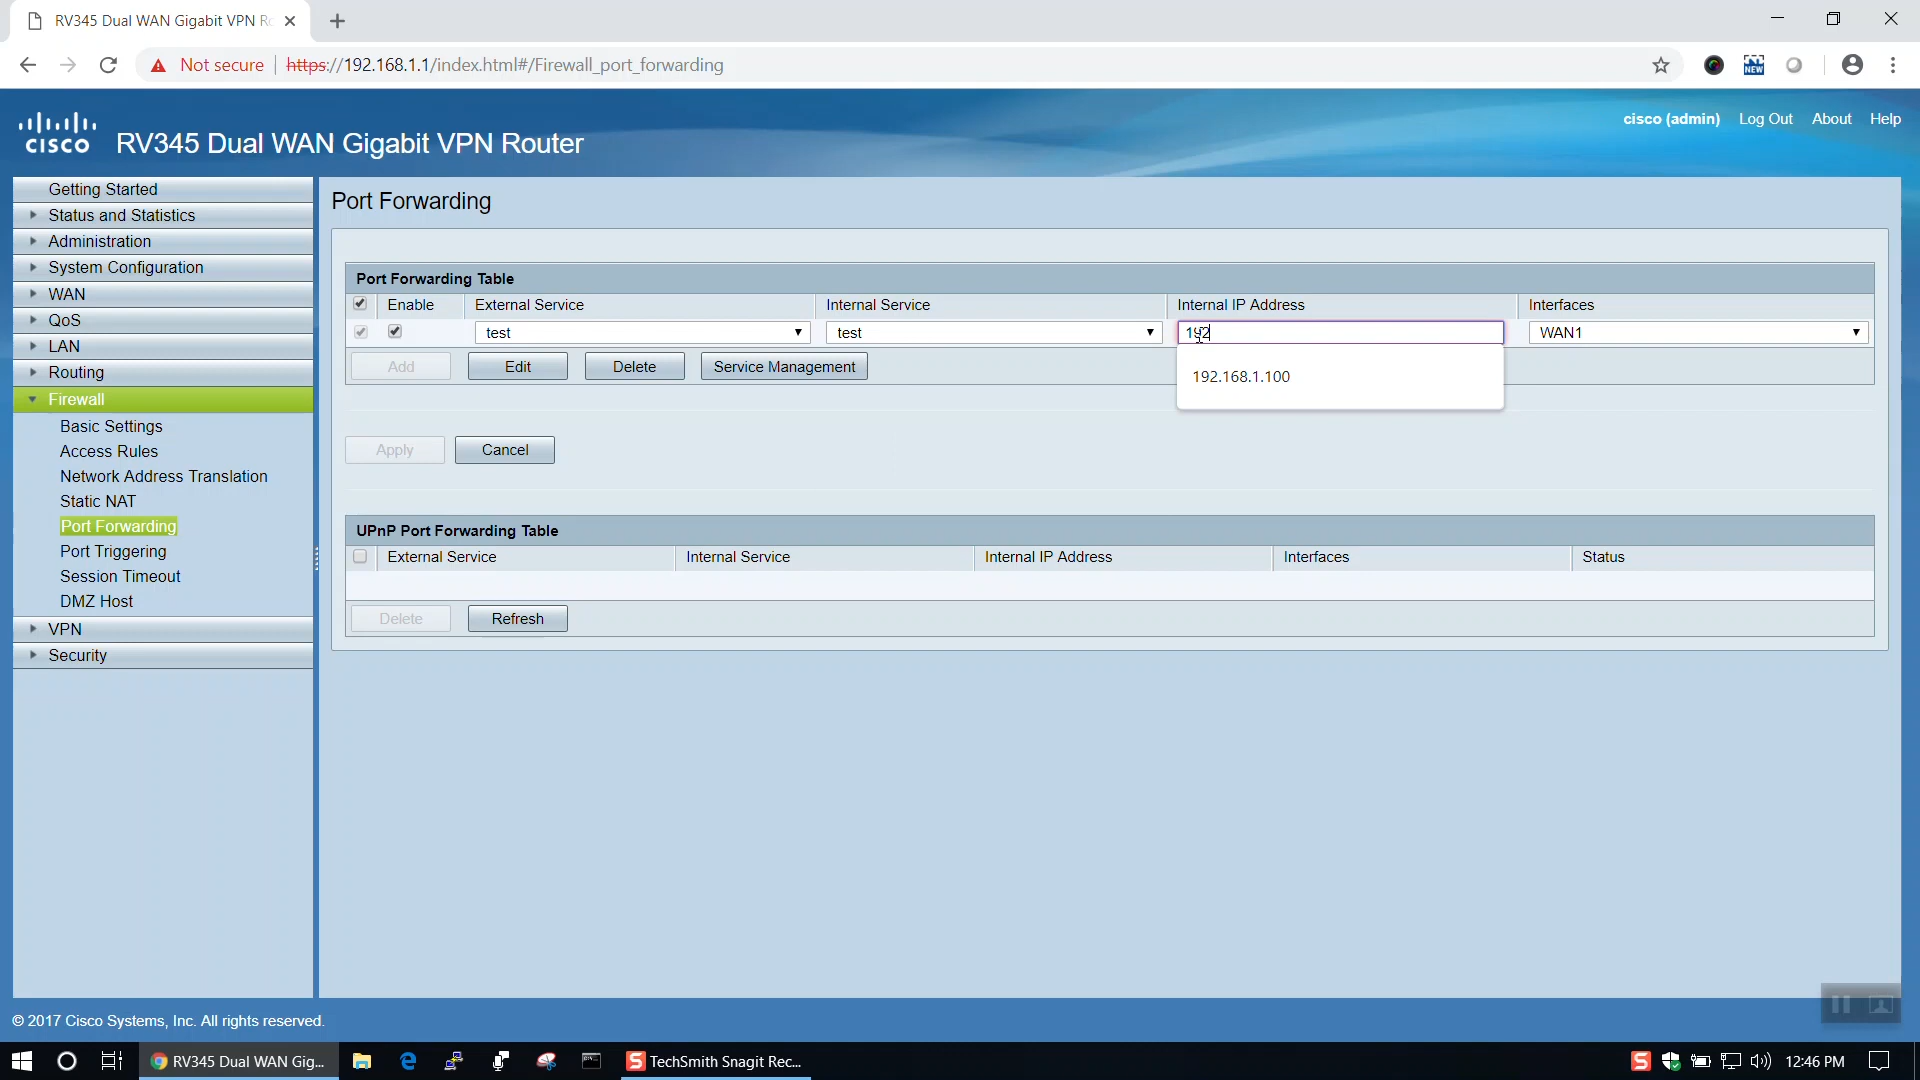 RV345 Dual WAN Gigabit VPN Ro
Not secure
https://192.168.1.1/index.html#/Firewall_port_forwarding
NEW
cisco
RV345 Dual WAN Gigabit VPN Router
cisco (admin) Log Out About Help
Getting Started
Status and Statistics
Administration
System Configuration
WAN
QoS
LAN
Routing
Firewall
Basic Settings
Access Rules
Network Address Translation
Static NAT
Port Forwarding
Port Triggering
Session Timeout
DMZ Host
VPN
Security
Port Forwarding
Port Forwarding Table
Enable External Service Internal Service Internal IP Address Interfaces
test test 192 WAN1
192.168.1.100
Add Edit Delete Service Management
Apply Cancel
UPnP Port Forwarding Table
External Service Internal Service Internal IP Address Interfaces Status
Delete Refresh
© 2017 Cisco Systems, Inc. All rights reserved.
RV345 Dual WAN Gig...
S TechSmith Snagit Rec...
S
12:46 PM